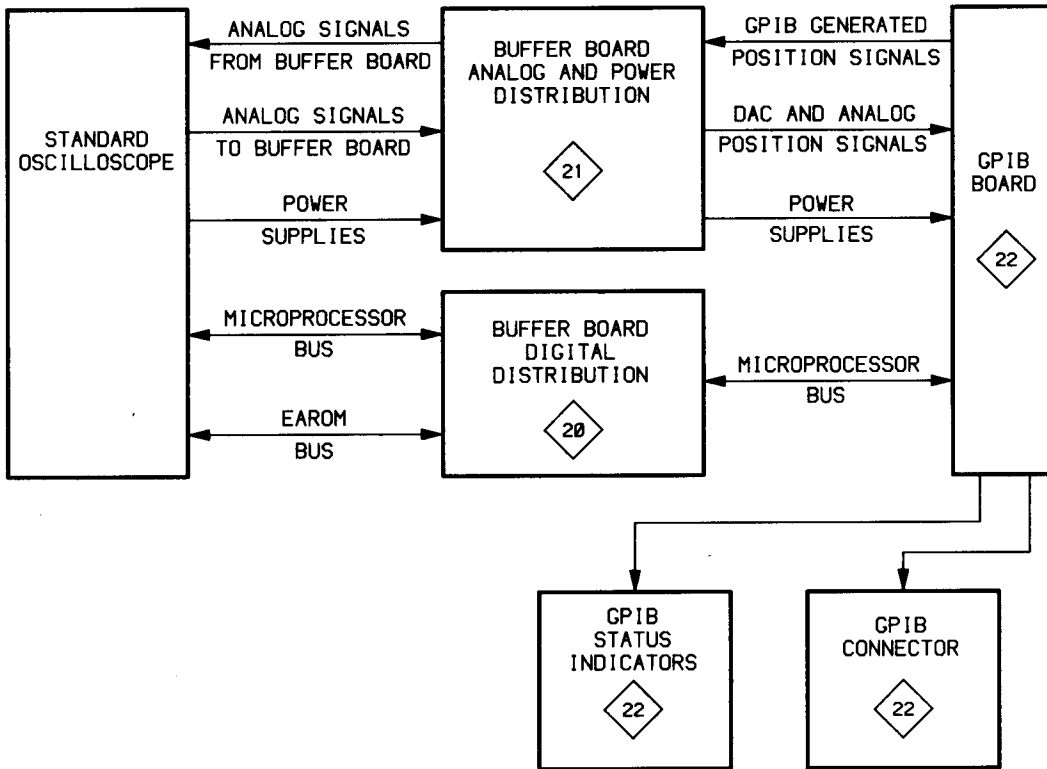 STANDARD
OSCILLOSCOPE
ANALOG SIGNALS
FROM BUFFER BOARD
ANALOG SIGNALS
TO BUFFER BOARD
POWER
SUPPLIES
MICROPROCESSOR
BUS
EAROM
BUS
BUFFER BOARD
ANALOG AND POWER
DISTRIBUTION
21
BUFFER BOARD
DIGITAL
DISTRIBUTION
20
GPIB GENERATED
POSITION SIGNALS
DAC AND ANALOG
POSITION SIGNALS
POWER
SUPPLIES
MICROPROCESSOR
BUS
GPIB
BOARD
22
GPIB
STATUS
INDICATORS
22
GPIB
CONNECTOR
22